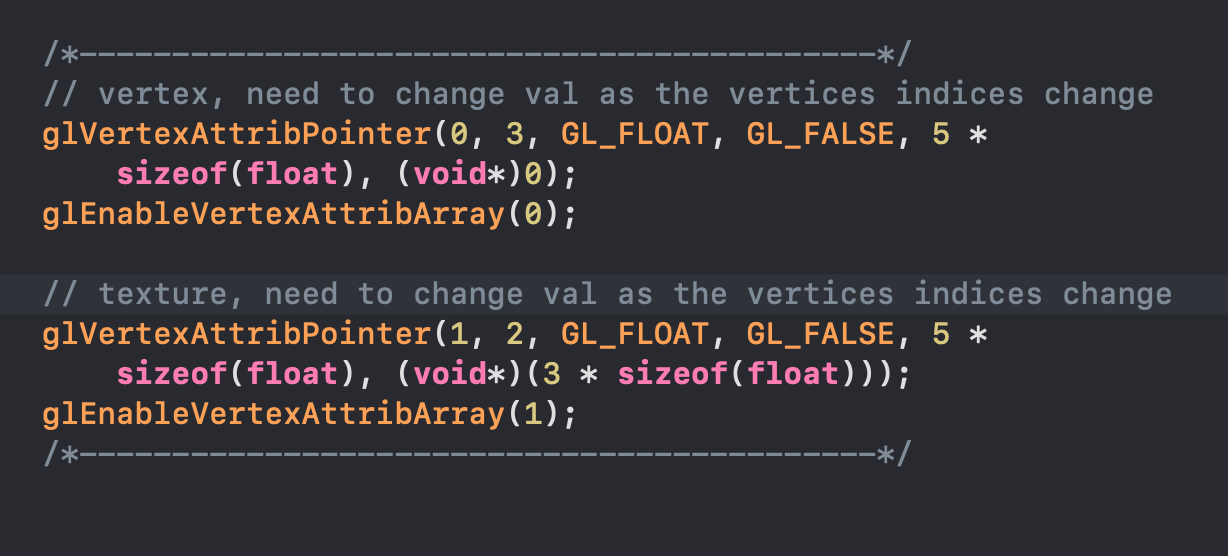 /*-------------------------------------------*/
// vertex, need to change val as the vertices indices change
glVertexAttribPointer(0, 3, GL_FLOAT, GL_FALSE, 5 *
    sizeof(float), (void*)0);
glEnableVertexAttribArray(0);
// texture, need to change val as the vertices indices change
glVertexAttribPointer(1, 2, GL_FLOAT, GL_FALSE, 5 *
    sizeof(float), (void*)(3 * sizeof(float)));
glEnableVertexAttribArray(1);
/*-------------------------------------------*/